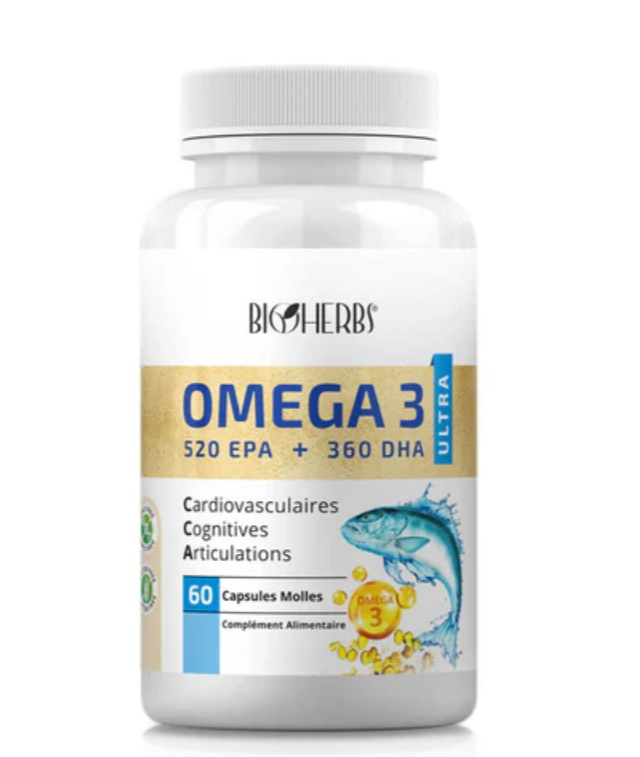 BIOHERBS®
OMEGA 3
ULTRA
520 EPA + 360 DHA
Cardiovasculaires
Cognitives
Articulations
60 Capsules Molles
Complément Alimentaire
OMEGA
3